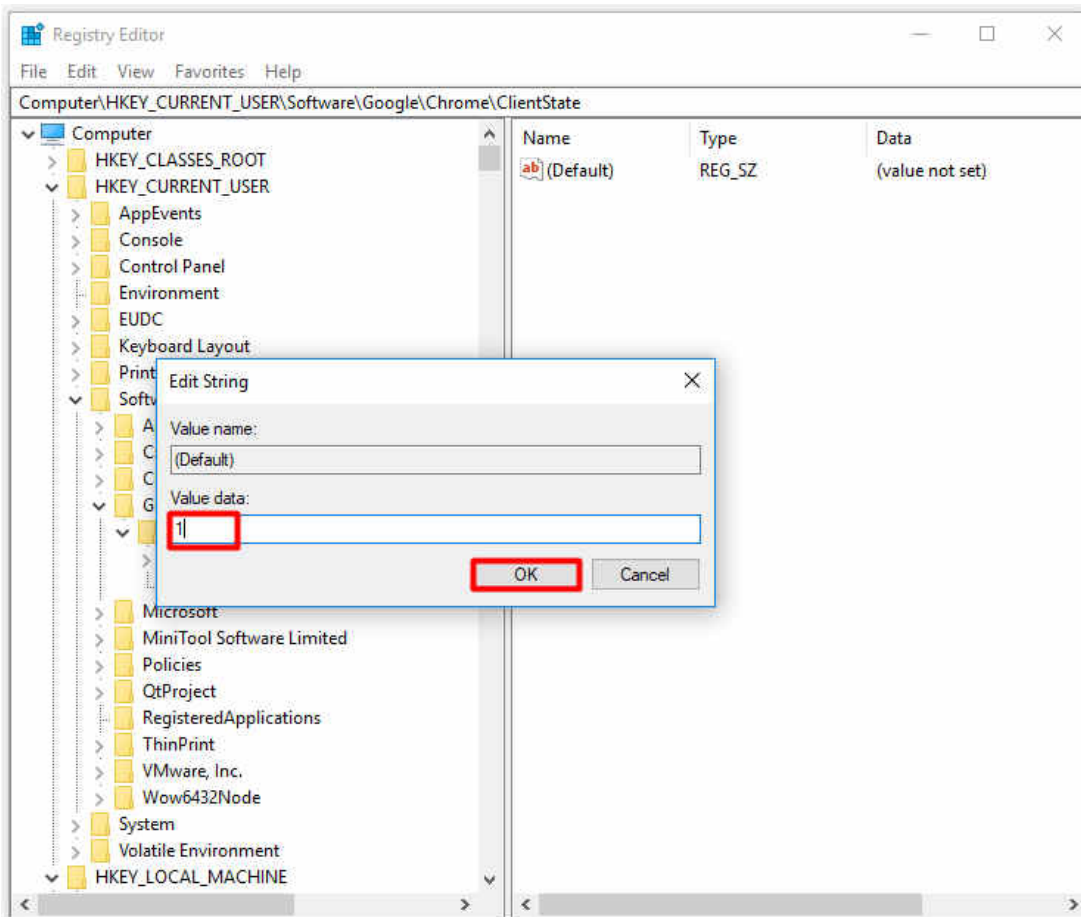 Registry Editor
File Edit View Favorites Help
Computer\HKEY_CURRENT_USER\Software\Google\Chrome\ClientState
Computer
HKEY_CLASSES_ROOT
HKEY_CURRENT_USER
AppEvents
Console
Control Panel
Environment
EUDC
Keyboard Layout
Print
Softw
A
C
C
G
Microsoft
MiniTool Software Limited
Policies
QtProject
RegisteredApplications
ThinPrint
VMware, Inc.
Wow6432Node
System
Volatile Environment
HKEY_LOCAL_MACHINE
Name Type Data
ab (Default) REG_SZ (value not set)
Edit String
Value name:
(Default)
Value data:
1
OK Cancel